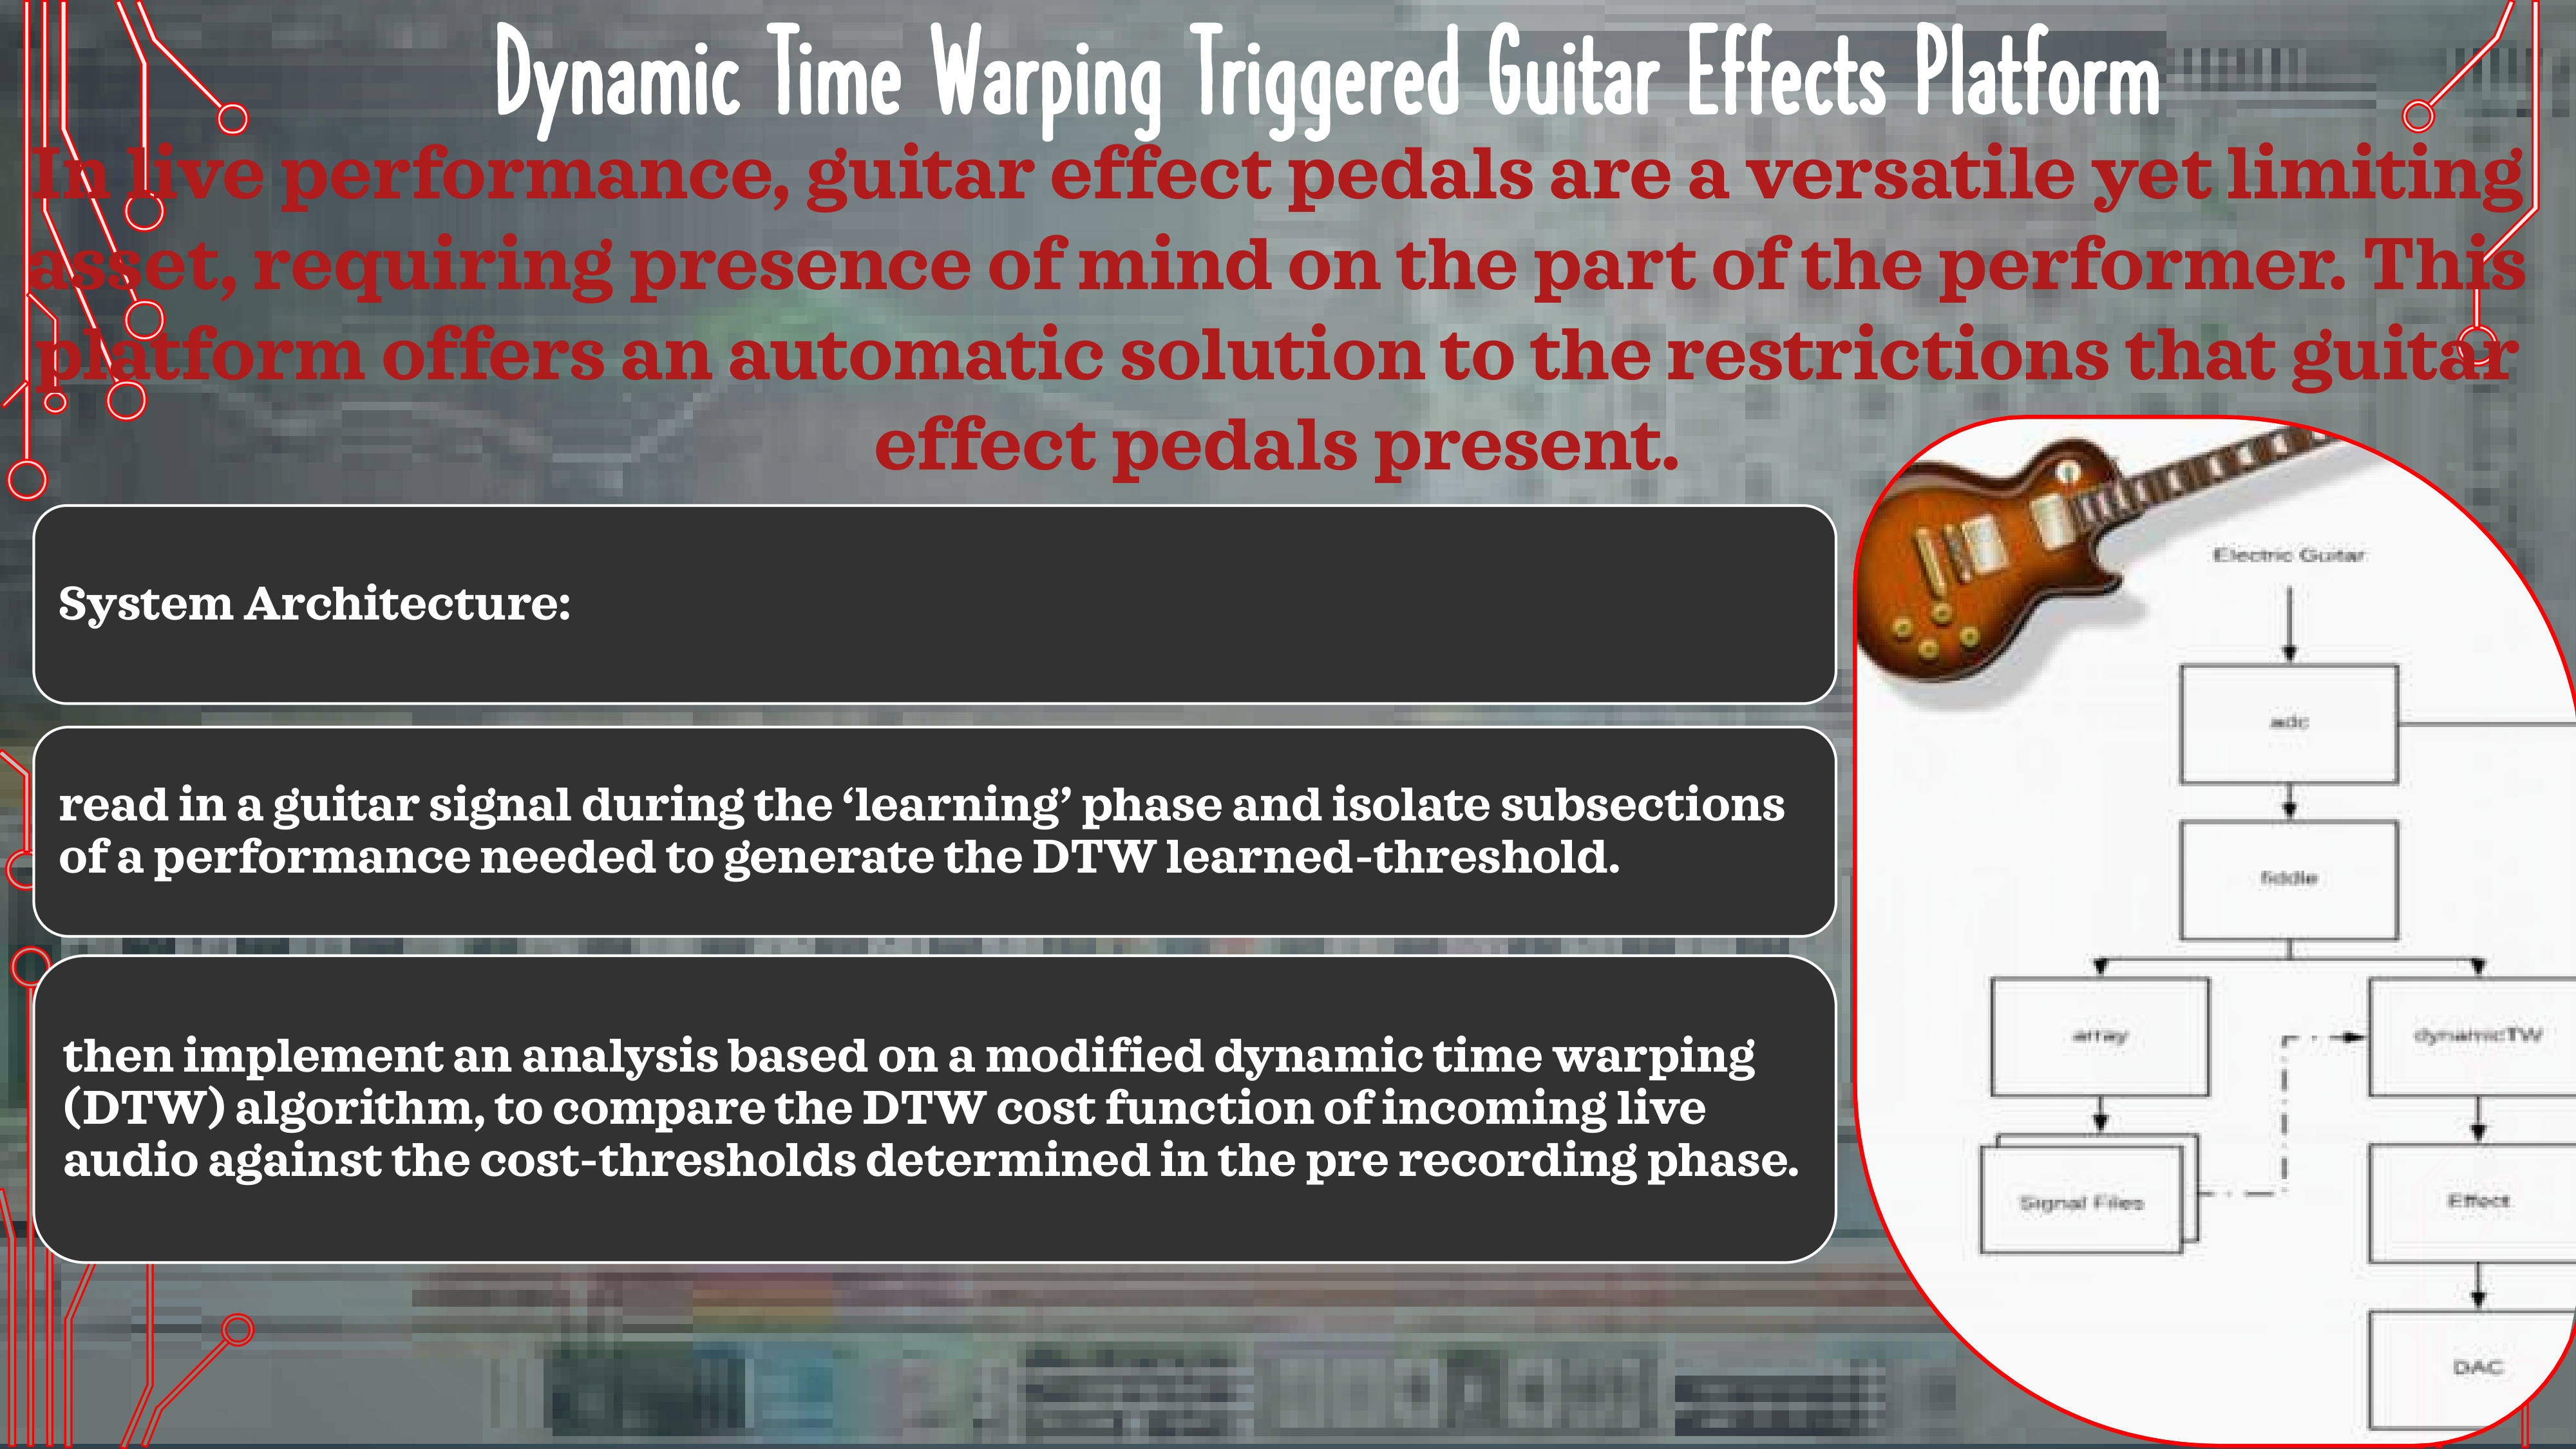 Dynamic Time Warping Triggered Guitar Effects Platform
In live performance, guitar effect pedals are a versatile yet limiting
asset, requiring presence of mind on the part of the performer. This
platform offers an automatic solution to the restrictions that guitar
effect pedals present.
System Architecture:
read in a guitar signal during the ‘learning’ phase and isolate subsections
of a performance needed to generate the DTW learned-threshold.
then implement an analysis based on a modified dynamic time warping
(DTW) algorithm, to compare the DTW cost function of incoming live
audio against the cost-thresholds determined in the pre recording phase.
Electric Guitar
adc
fiddle
array
dynamicTW
Signal Files
Effect
DAC